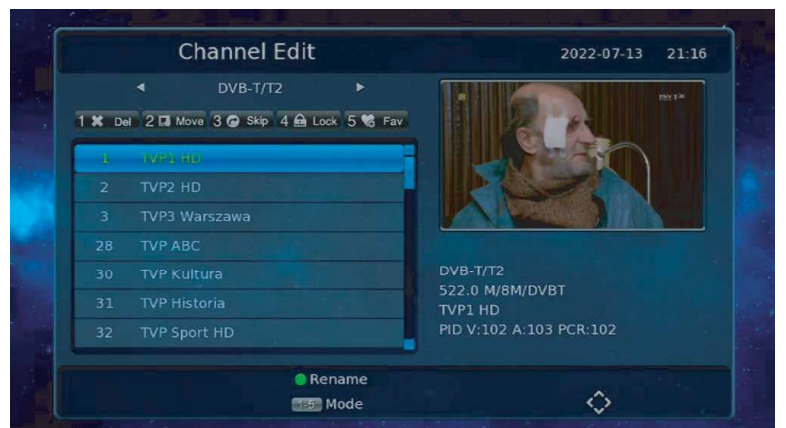 Channel Edit
2022-07-13 21:16
DVB-T/T2
1 Del 2 Move 3 Skip 4 Lock 5 Fav
1 TVP1 HD
2 TVP2 HD
3 TVP3 Warszawa
28 TVP ABC
30 TVP Kultura
31 TVP Historia
32 TVP Sport HD
DVB-T/T2
522.0 M/8M/DVBT
TVP1 HD
PID V:102 A:103 PCR:102
Rename
1-5 Mode